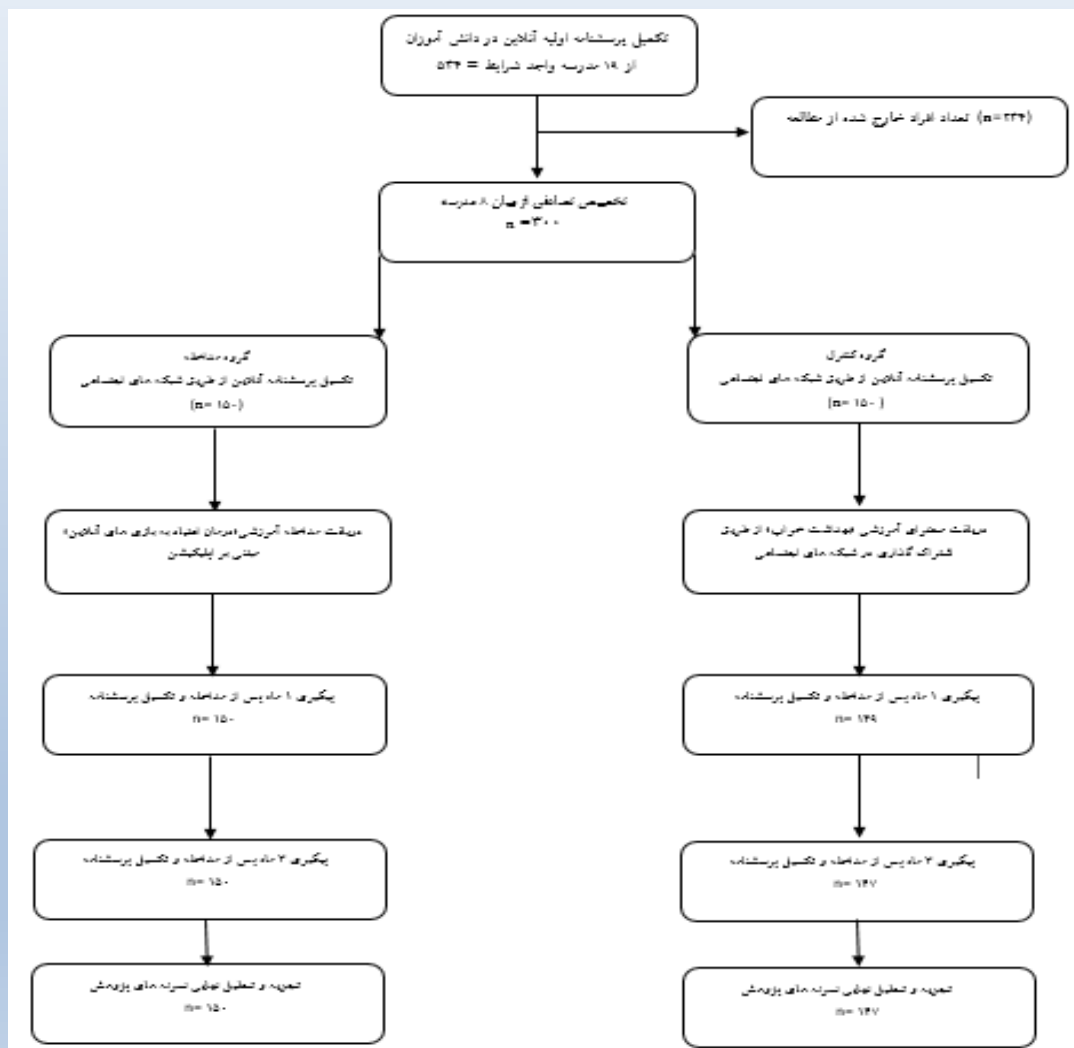 تکمیل پرسشنامه اولیه آنلاین در دانش آموزان
از ۱۹ مدرسه واجد شرایط = ۵۳۴
(n=۲۳۴) تعداد افراد خارج شده از مطالعه
تخصیص تصادفی از میان ۸ مدرسه
n =۳۰۰
گروه مداخله
تکمیل پرسشنامه آنلاین از طریق شبکه های اجتماعی
(n= ۱۵۰)
گروه کنترل
تکمیل پرسشنامه آنلاین از طریق شبکه های اجتماعی
(n= ۱۵۰ )
دریافت مداخله آموزشی «درمان اعتیاد به بازی های آنلاین»
مبتنی بر اپلیکیشن
دریافت محتوای آموزشی «بهداشت خواب» از طریق
اشتراک گذاری در شبکه های اجتماعی
پیگیری ۱ ماه پس از مداخله و تکمیل پرسشنامه
n= ۱۵۰
پیگیری ۱ ماه پس از مداخله و تکمیل پرسشنامه
n= ۱۴۹
پیگیری ۳ ماه پس از مداخله و تکمیل پرسشنامه
n= ۱۵۰
پیگیری ۳ ماه پس از مداخله و تکمیل پرسشنامه
n= ۱۴۷
تجزیه و تحلیل نهایی نمونه های پژوهش
n= ۱۵۰
تجزیه و تحلیل نهایی نمونه های پژوهش
n= ۱۴۷